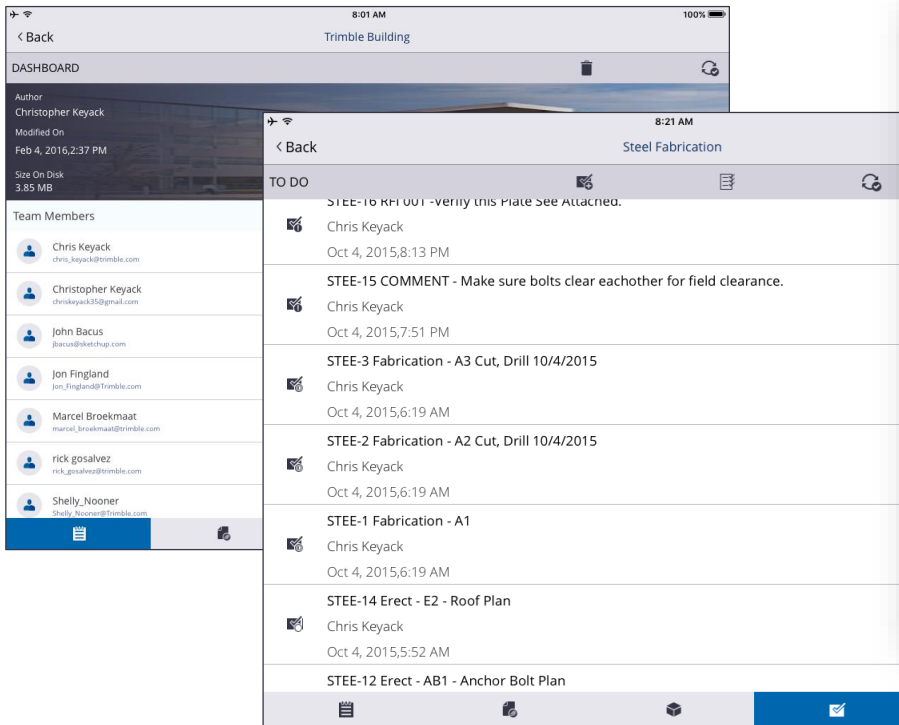 8:01 AM
100%
Back
Trimble Building
DASHBOARD
Author
Christopher Keyack
Modified On
Feb 4, 2016,2:37 PM
Size On Disk
3.85 MB
Team Members
Chris Keyack
chris_keyack@trimble.com
Christopher Keyack
chriskeyack35@gmail.com
John Bacus
jbacus@sketchup.com
Jon Fingland
Jon_Fingland@Trimble.com
Marcel Broekmaat
marcel_broekmaat@trimble.com
rick gosalvez
rick_gosalvez@trimble.com
Shelly_Nooner
Shelly_Nooner@Trimble.com
8:21 AM
Back
Steel Fabrication
TO DO
STEE-16 RFI 001 -Verify this Plate See Attached.
Chris Keyack
Oct 4, 2015,8:13 PM
STEE-15 COMMENT - Make sure bolts clear eachother for field clearance.
Chris Keyack
Oct 4, 2015,7:51 PM
STEE-3 Fabrication - A3 Cut, Drill 10/4/2015
Chris Keyack
Oct 4, 2015,6:19 AM
STEE-2 Fabrication - A2 Cut, Drill 10/4/2015
Chris Keyack
Oct 4, 2015,6:19 AM
STEE-1 Fabrication - A1
Chris Keyack
Oct 4, 2015,6:19 AM
STEE-14 Erect - E2 - Roof Plan
Chris Keyack
Oct 4, 2015,5:52 AM
STEE-12 Erect - AB1 - Anchor Bolt Plan